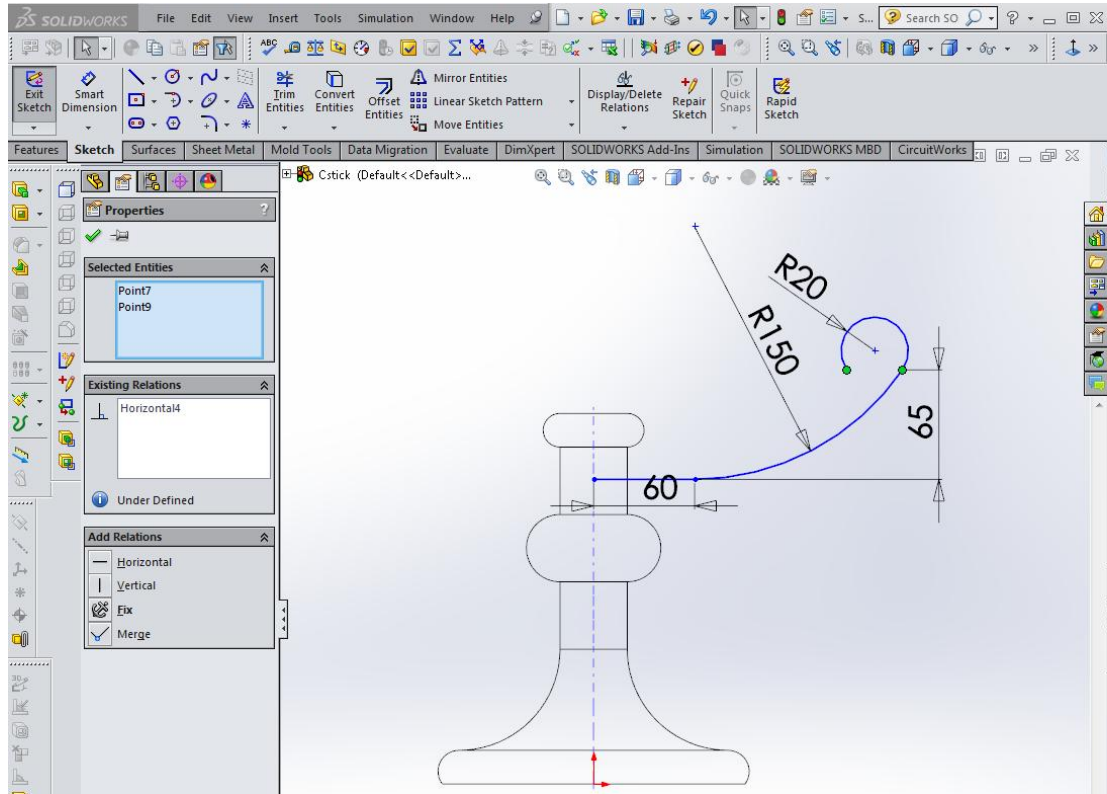 SOLIDWORKS File Edit View Insert Tools Simulation Window Help S... Search SO ?
ABC
Exit Sketch
Smart Dimension
Trim Entities
Convert Entities
Offset Entities
Mirror Entities
Linear Sketch Pattern
Move Entities
Display/Delete Relations
Repair Sketch
Quick Snaps
Rapid Sketch
Features Sketch Surfaces Sheet Metal Mold Tools Data Migration Evaluate DimXpert SOLIDWORKS Add-Ins Simulation SOLIDWORKS MBD CircuitWorks
Cstick (Default<<Default>...
Properties ?
Selected Entities
Point7
Point9
Existing Relations
Horizontal4
Under Defined
Add Relations
Horizontal
Vertical
Fix
Merge
R20
R150
65
60